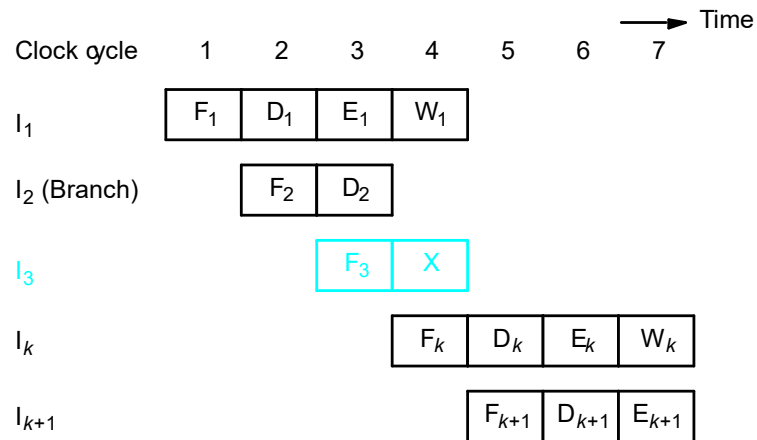 Time
Clock cycle 1 2 3 4 5 6 7
I1 F1 D1 E1 W1
I2 (Branch) F2 D2
I3 F3 X
Ik Fk Dk Ek Wk
Ik+1 Fk+1 Dk+1 Ek+1